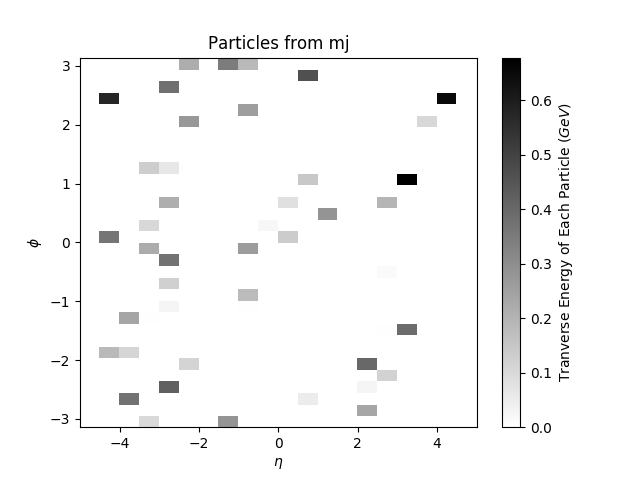 Particles from mj
3
2
1
0
−1
−2
−3
ϕ
−4 −2 0 2 4
η
0.6
0.5
0.4
0.3
0.2
0.1
0.0
Tranverse Energy of Each Particle (GeV)